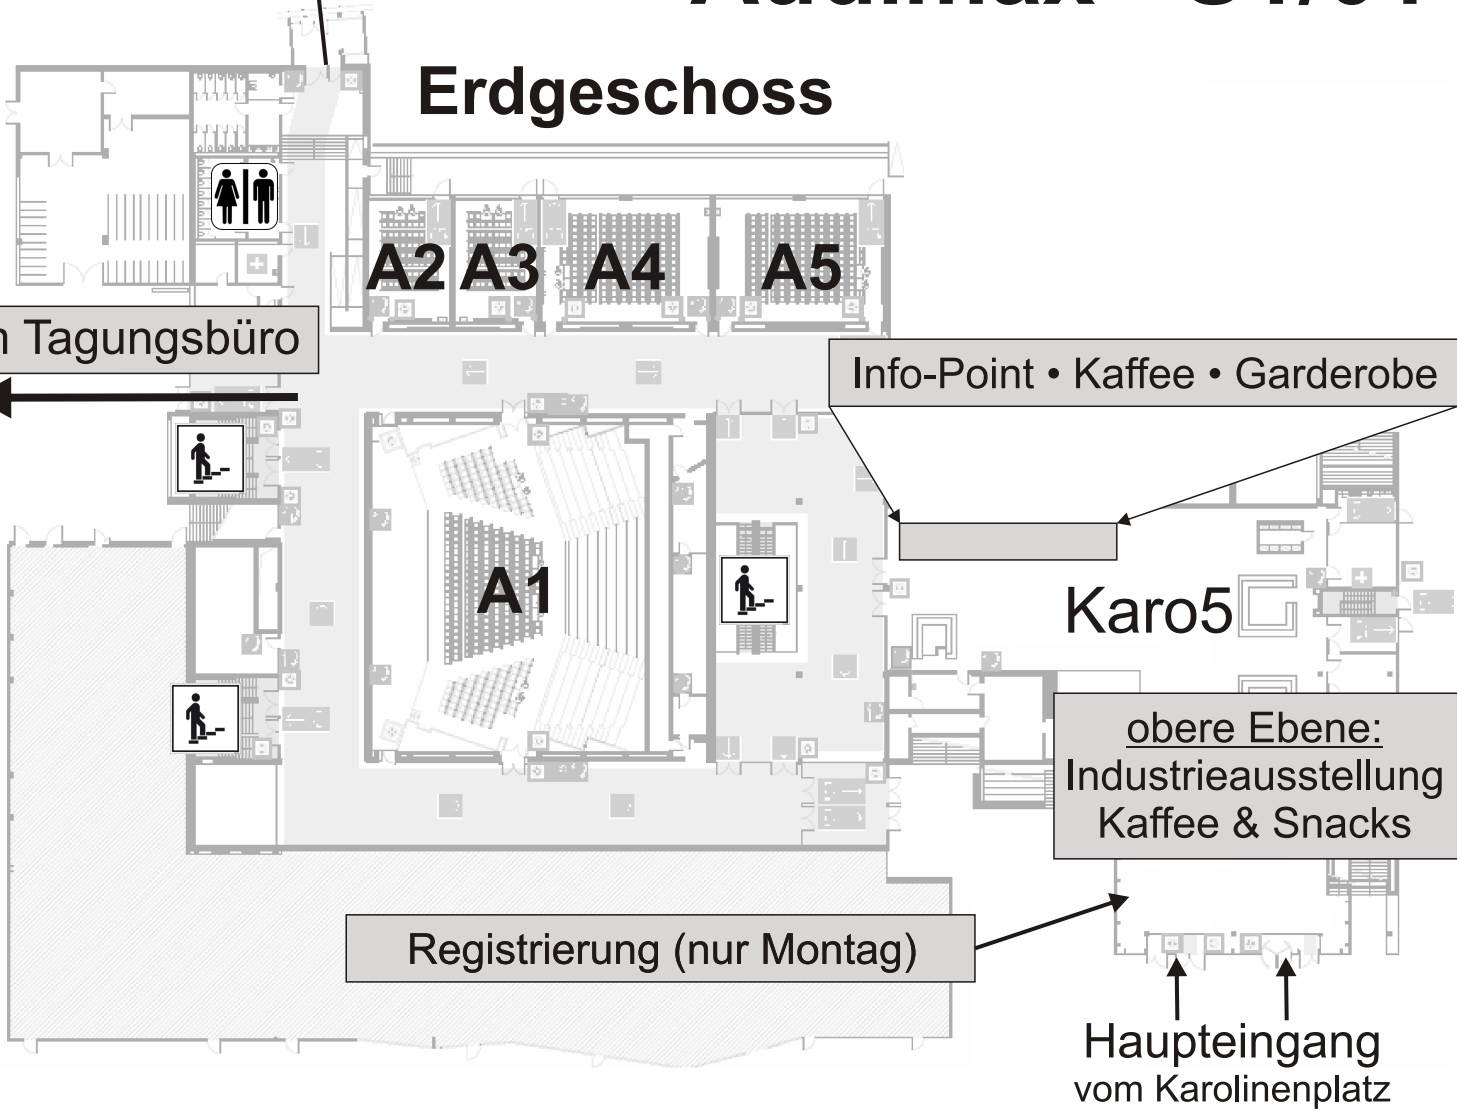 Erdgeschoss
A2
A3
A4
A5
Tagungsbüro
Info-Point • Kaffee • Garderobe
A1
Karo5
obere Ebene:
Industrieausstellung
Kaffee & Snacks
Registrierung (nur Montag)
Haupteingang
vom Karolinenplatz